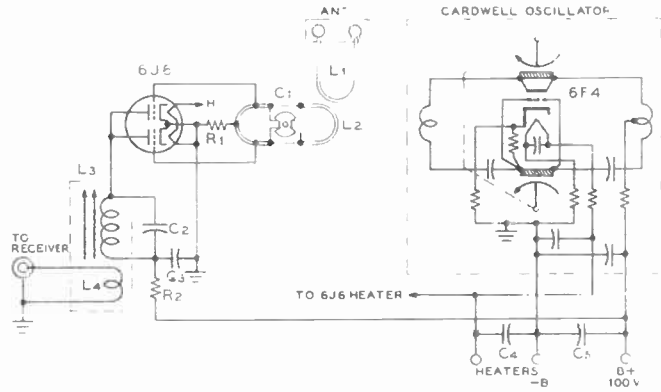 ANT
CARDWELL OSCILLATOR
6J6
L1
6F4
C1
H
L2
R1
L3
C2
TO
RECEIVER
C3
L4
R2
TO 6J6 HEATER
C4
C5
HEATERS
-B
B+
100V